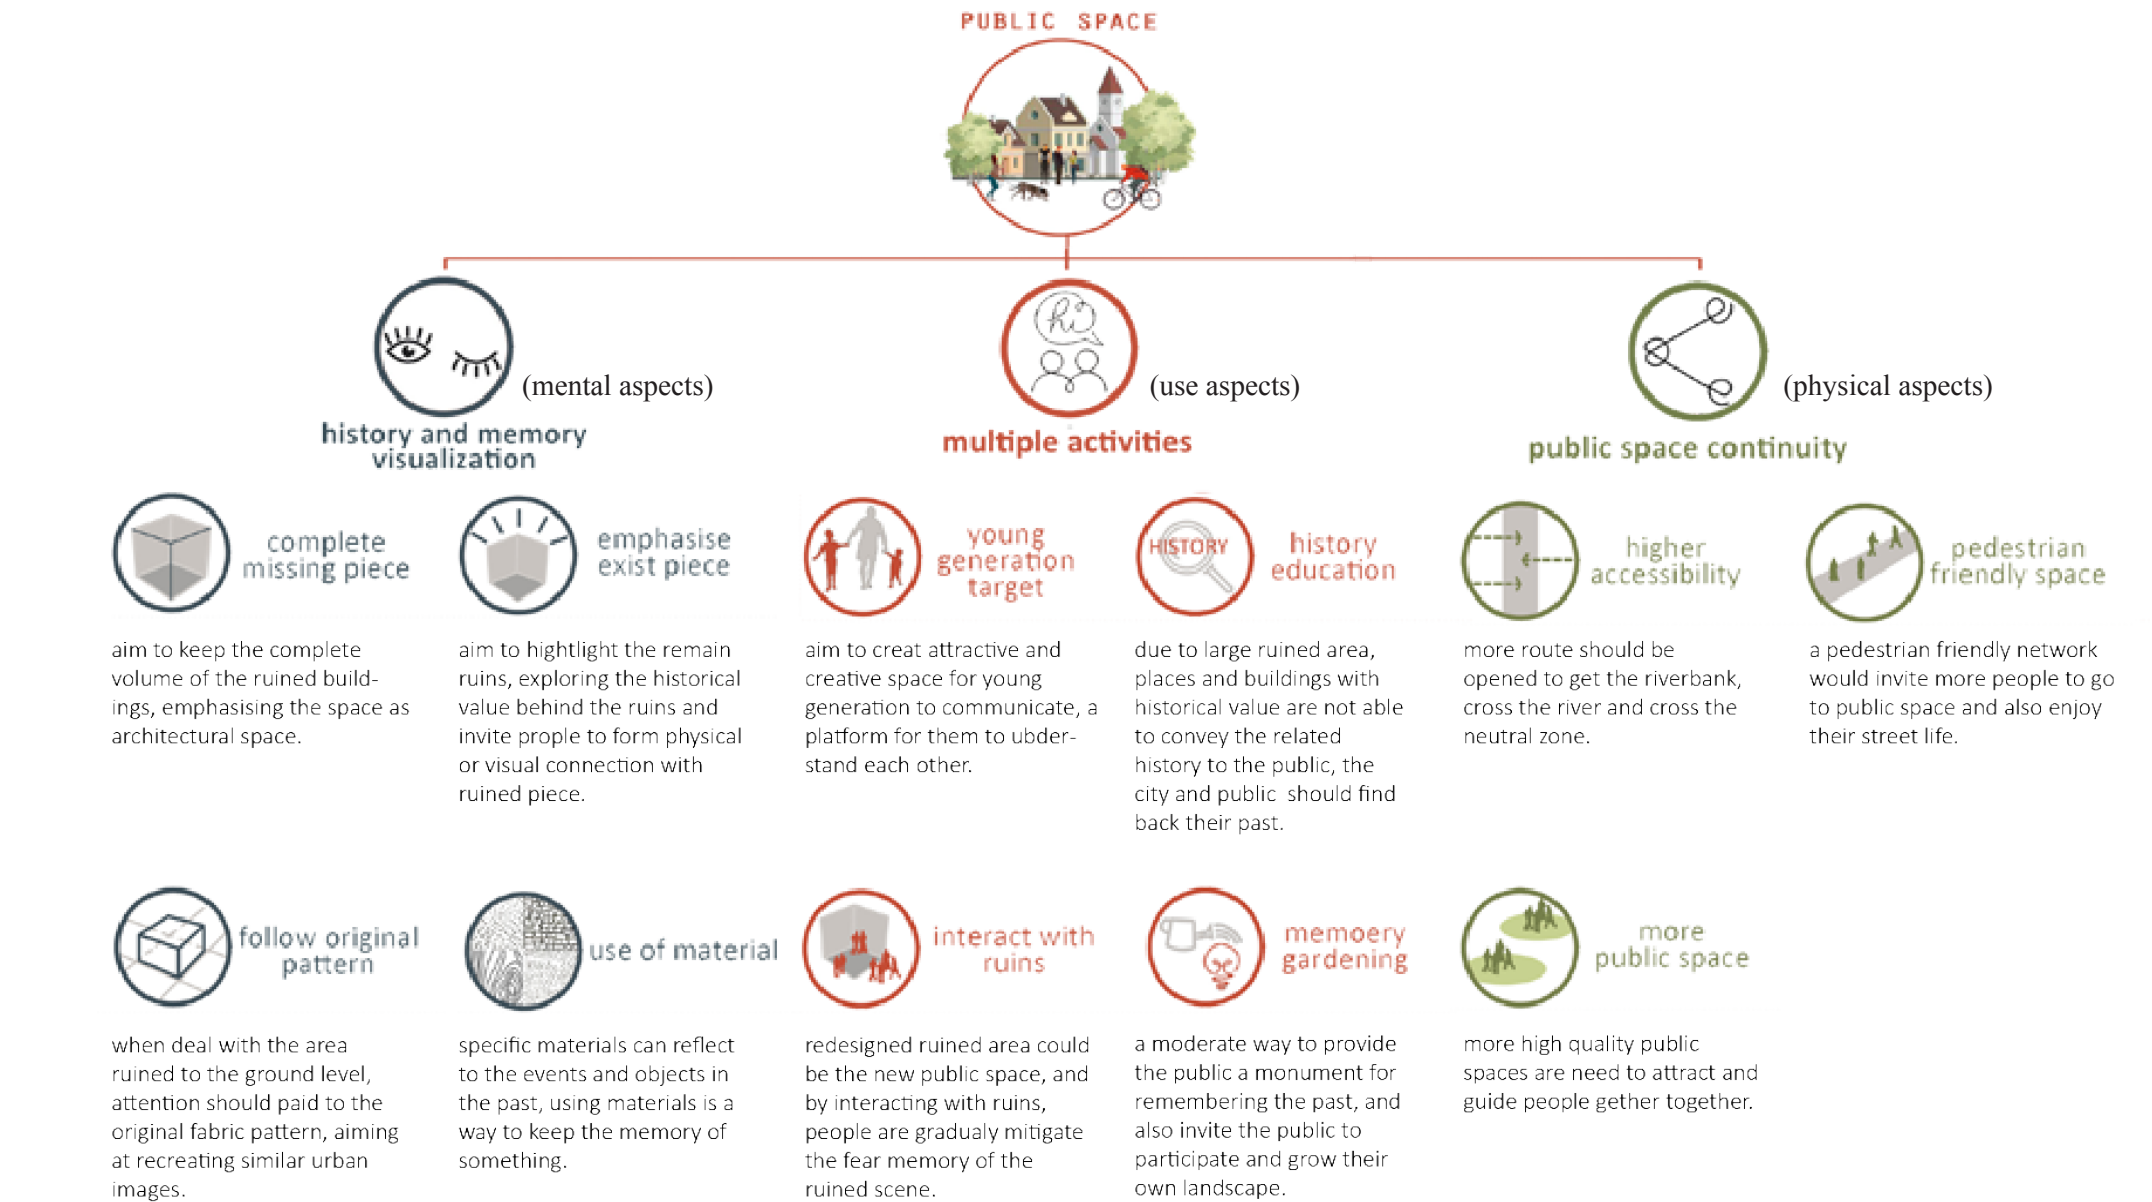 PUBLIC SPACE
hi
(mental aspects)
history and memory
visualization
(use aspects)
multiple activities
(physical aspects)
public space continuity
complete
missing piece
aim to keep the complete
volume of the ruined build-
ings, emphasising the space as
architectural space.
emphasise
exist piece
aim to hightlight the remain
ruins, exploring the historical
value behind the ruins and
invite prople to form physical
or visual connection with
ruined piece.
young
generation
target
aim to creat attractive and
creative space for young
generation to communicate, a
platform for them to ubder-
stand each other.
HISTORY
history
education
due to large ruined area,
places and buildings with
historical value are not able
to convey the related
history to the public, the
city and public should find
back their past.
higher
accessibility
more route should be
opened to get the riverbank,
cross the river and cross the
neutral zone.
pedestrian
friendly space
a pedestrian friendly network
would invite more people to go
to public space and also enjoy
their street life.
follow original
pattern
when deal with the area
ruined to the ground level,
attention should paid to the
original fabric pattern, aiming
at recreating similar urban
images.
use of material
specific materials can reflect
to the events and objects in
the past, using materials is a
way to keep the memory of
something.
interact with
ruins
redesigned ruined area could
be the new public space, and
by interacting with ruins,
people are gradualy mitigate
the fear memory of the
ruined scene.
memoery
gardening
a moderate way to provide
the public a monument for
remembering the past, and
also invite the public to
participate and grow their
own landscape.
more
public space
more high quality public
spaces are need to attract and
guide people gether together.